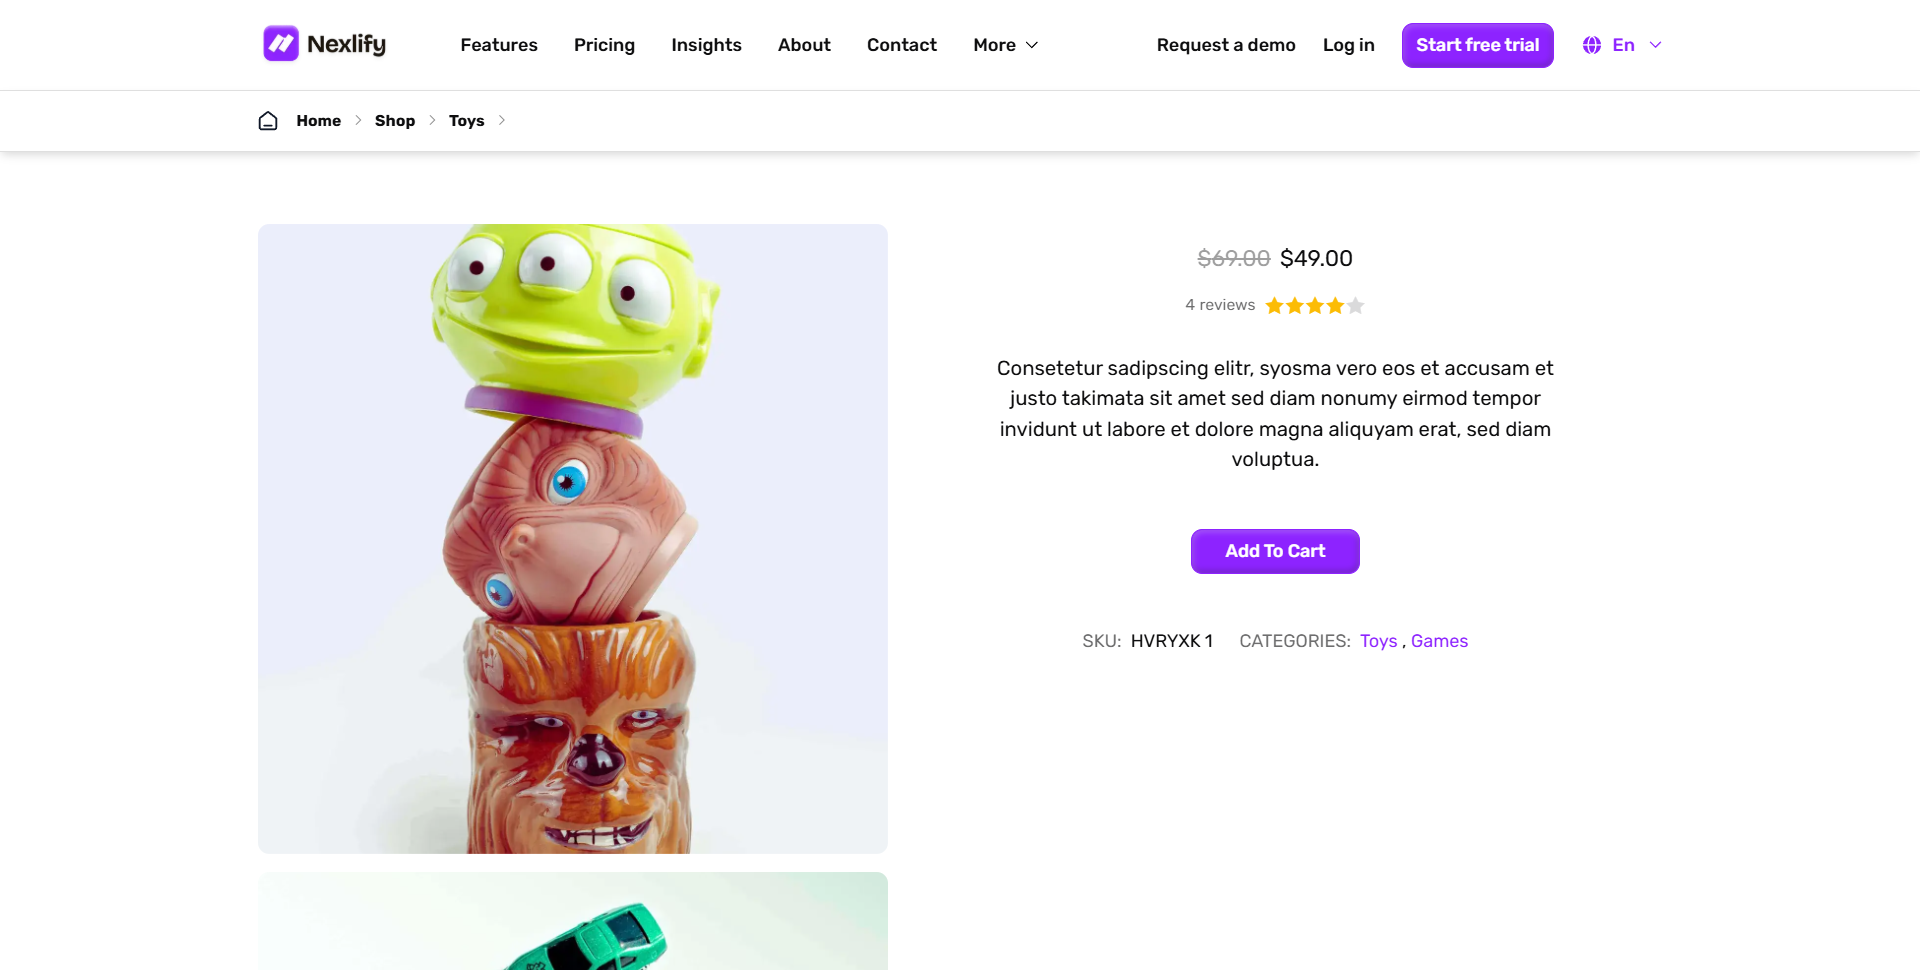 Nexlify
Features Pricing Insights About Contact More
Request a demo Log in Start free trial En
Home Shop Toys
$69.00 $49.00
4 reviews
Consetetur sadipscing elitr, syosma vero eos et accusam et
justo takimata sit amet sed diam nonumy eirmod tempor
invidunt ut labore et dolore magna aliquyam erat, sed diam
voluptua.
Add To Cart
SKU: HVRYXK 1 CATEGORIES: Toys , Games